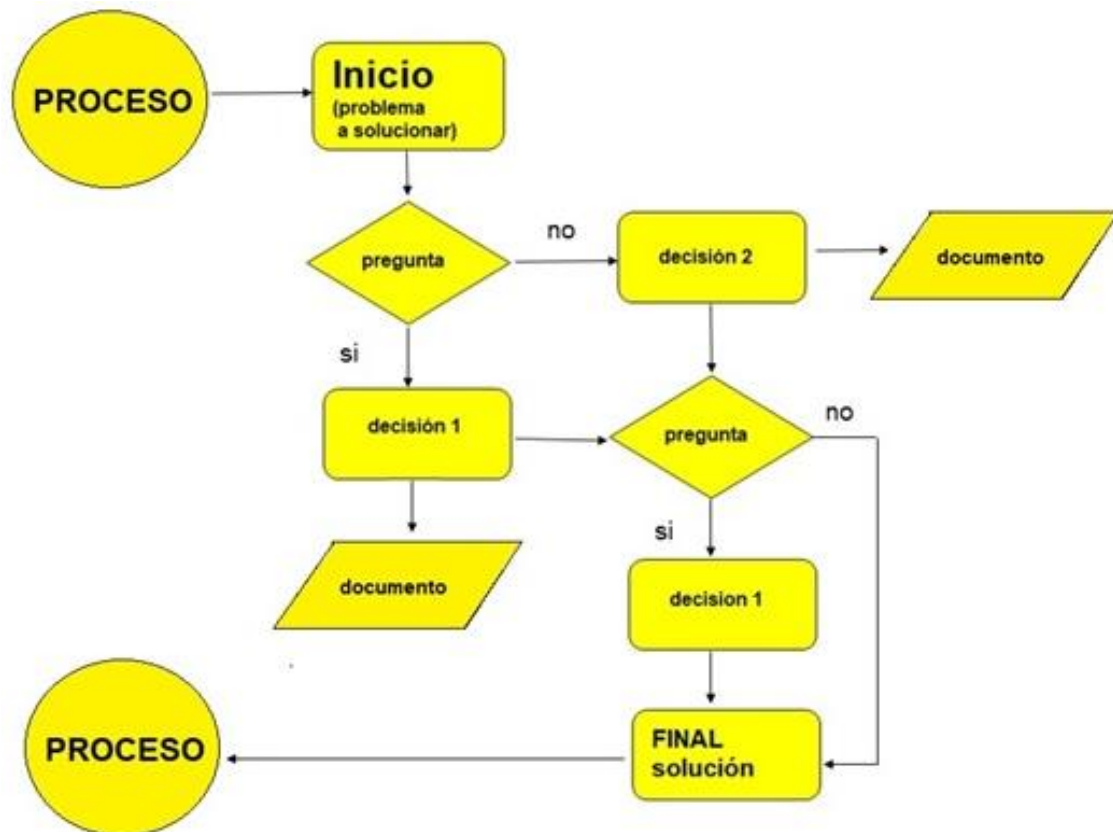 PROCESO
Inicio
(problema
a solucionar)
pregunta
no
decisión 2
documento
si
decisión 1
pregunta
no
documento
si
decision 1
PROCESO
FINAL
solución